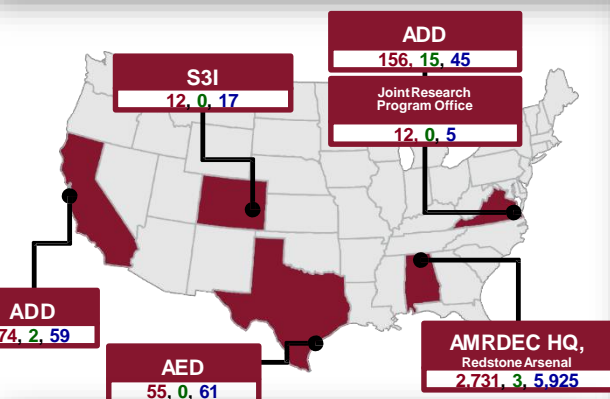 ADD
156, 15, 45
S3I
12, 0, 17
Joint Research
Program Office
12, 0, 5
ADD
74, 2, 59
AMRDEC HQ,
Redstone Arsenal
2,731, 3, 5,925
AED
55, 0, 61